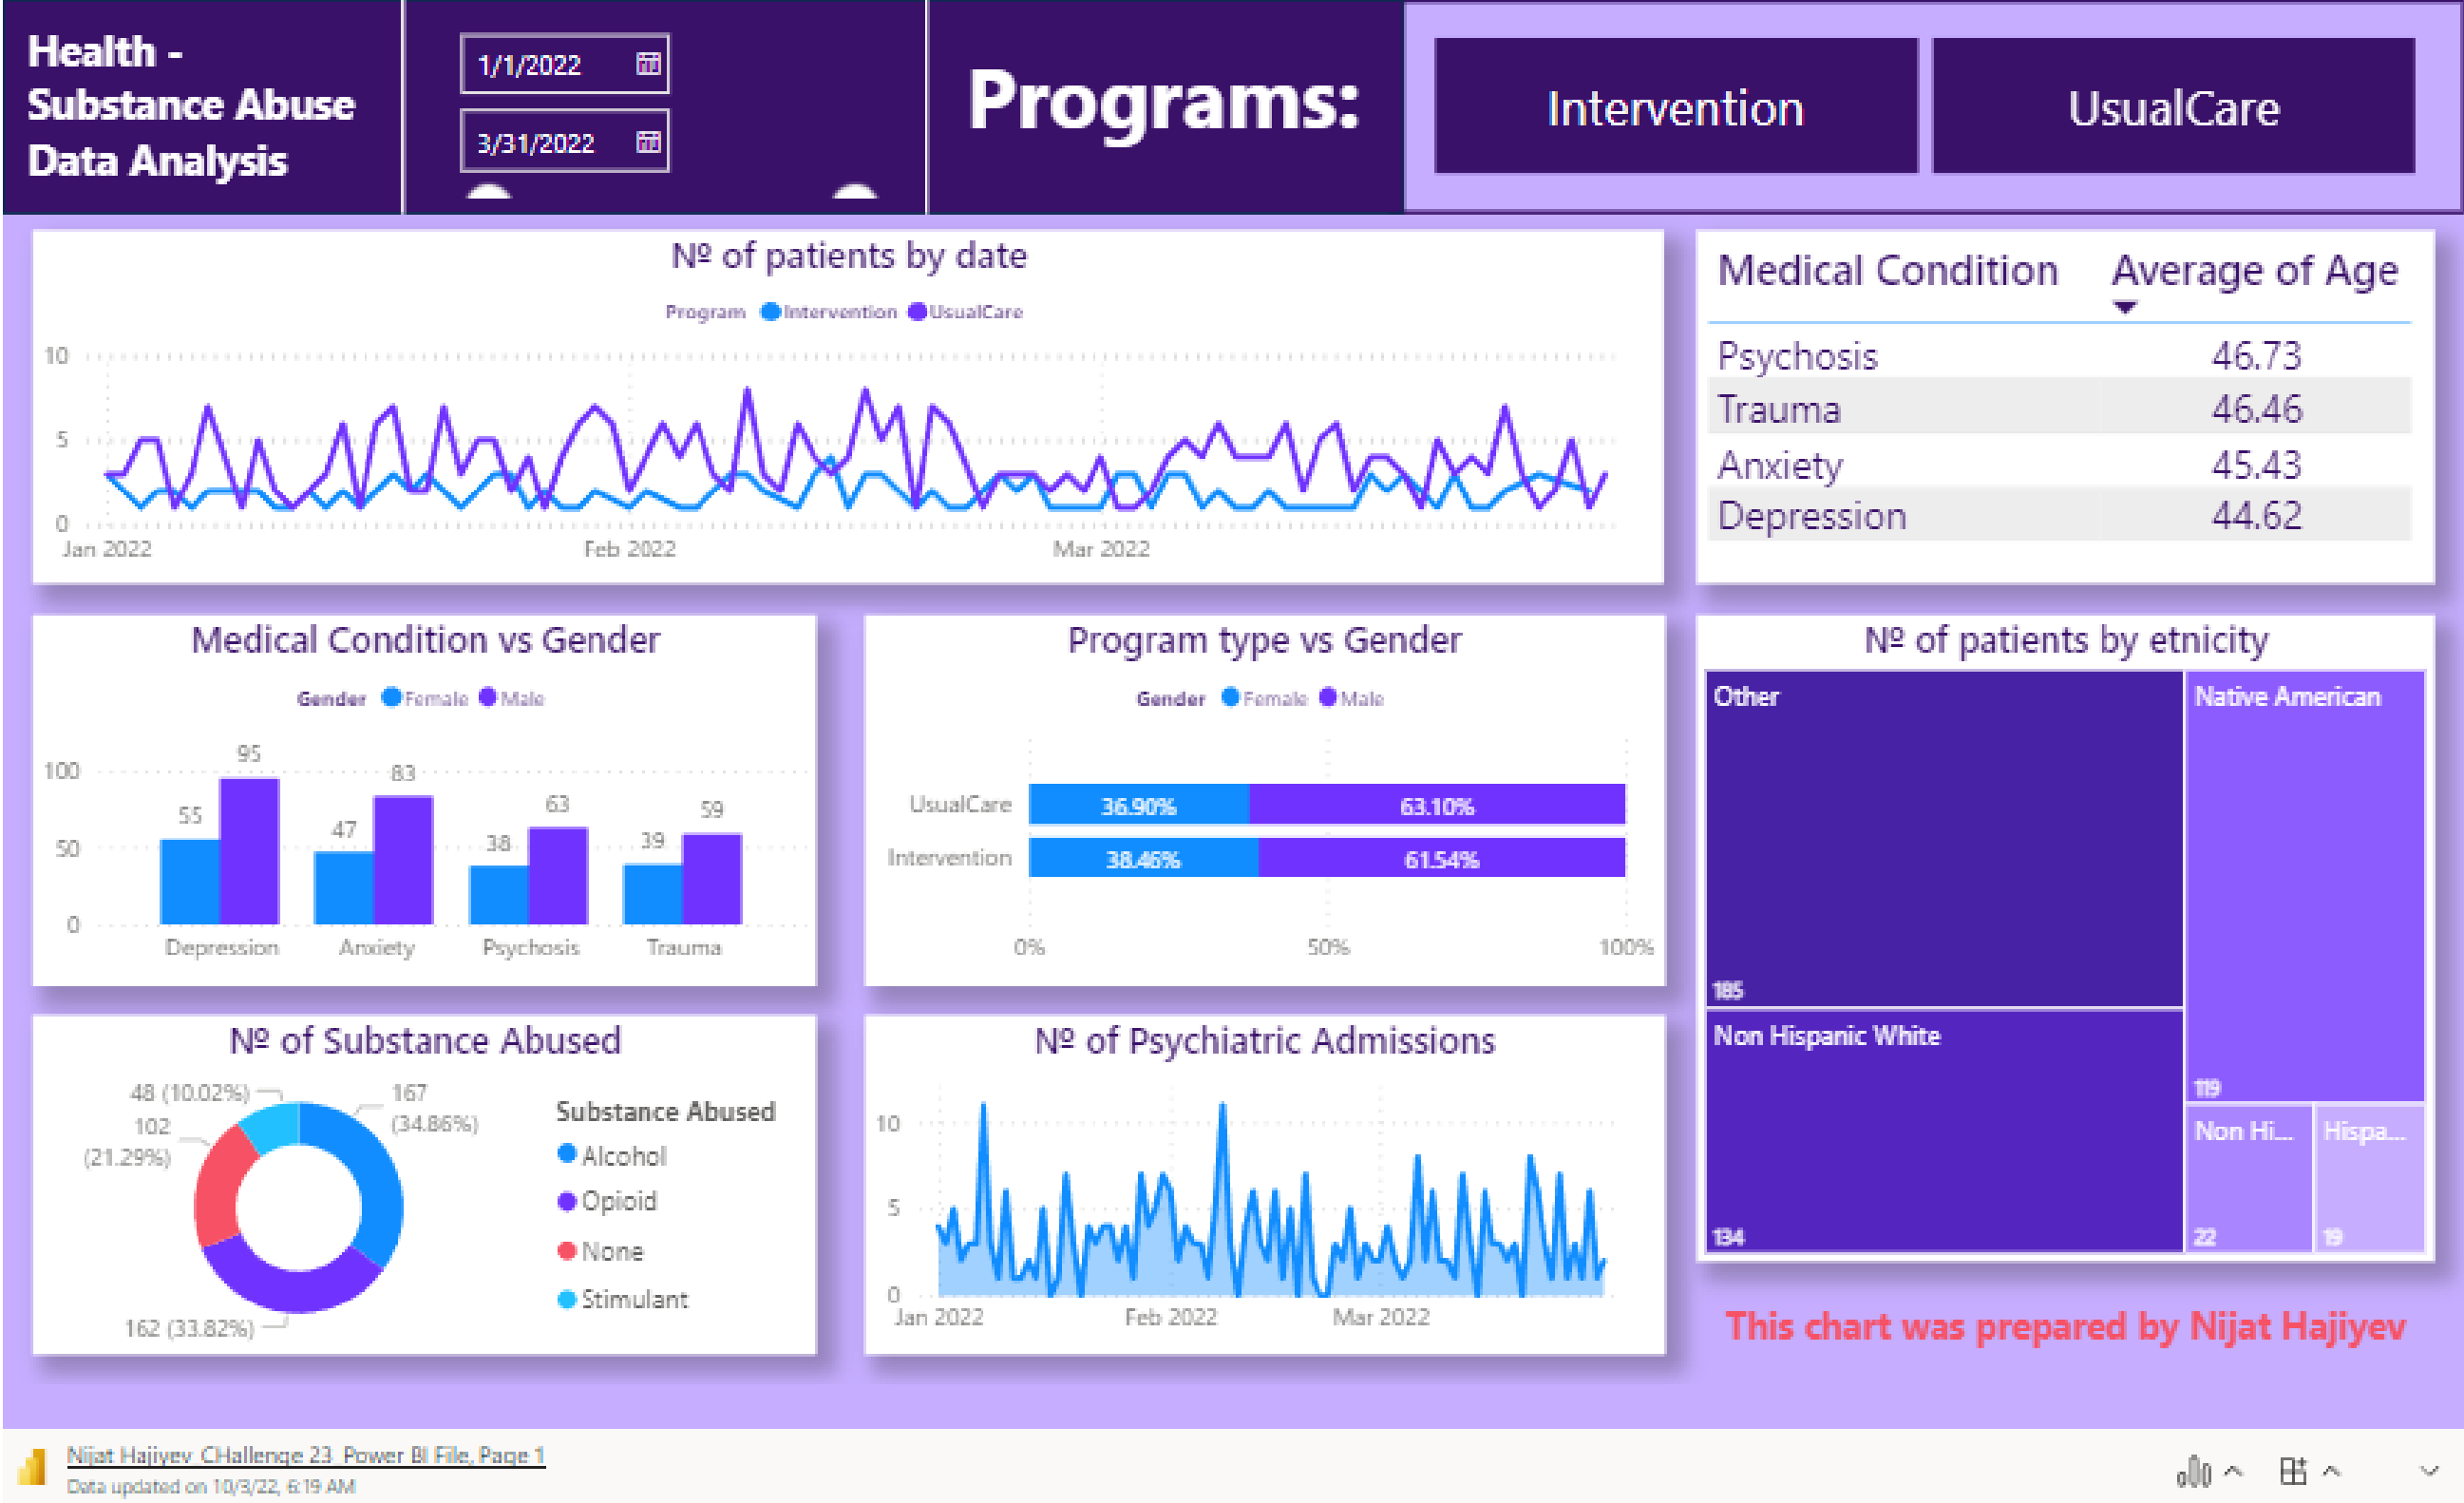 Health -
Substance Abuse
Data Analysis
1/1/2022
3/31/2022
Programs:
Intervention
UsualCare
Nº of patients by date
Program Intervention UsualCare
10
5
0
Jan 2022 Feb 2022 Mar 2022
Medical Condition Average of Age
Psychosis 46.73
Trauma 46.46
Anxiety 45.43
Depression 44.62
Medical Condition vs Gender
Gender Female Male
100
50
0
55 95 47 83 38 63 39 59
Depression Anxiety Psychosis Trauma
Program type vs Gender
Gender Female Male
UsualCare 36.90% 63.10%
Intervention 38.46% 61.54%
0% 50% 100%
Nº of patients by etnicity
Other
185
Non Hispanic White
134
Native American
119
Non Hi...
22
Hispa...
19
Nº of Substance Abused
48 (10.02%)
102
(21.29%)
167
(34.86%)
162 (33.82%)
Substance Abused
Alcohol
Opioid
None
Stimulant
Nº of Psychiatric Admissions
10
5
0
Jan 2022 Feb 2022 Mar 2022
This chart was prepared by Nijat Hajiyev
Nijat Hajiyev_CHallenge 23_Power BI File, Page 1
Data updated on 10/3/22, 6:19 AM